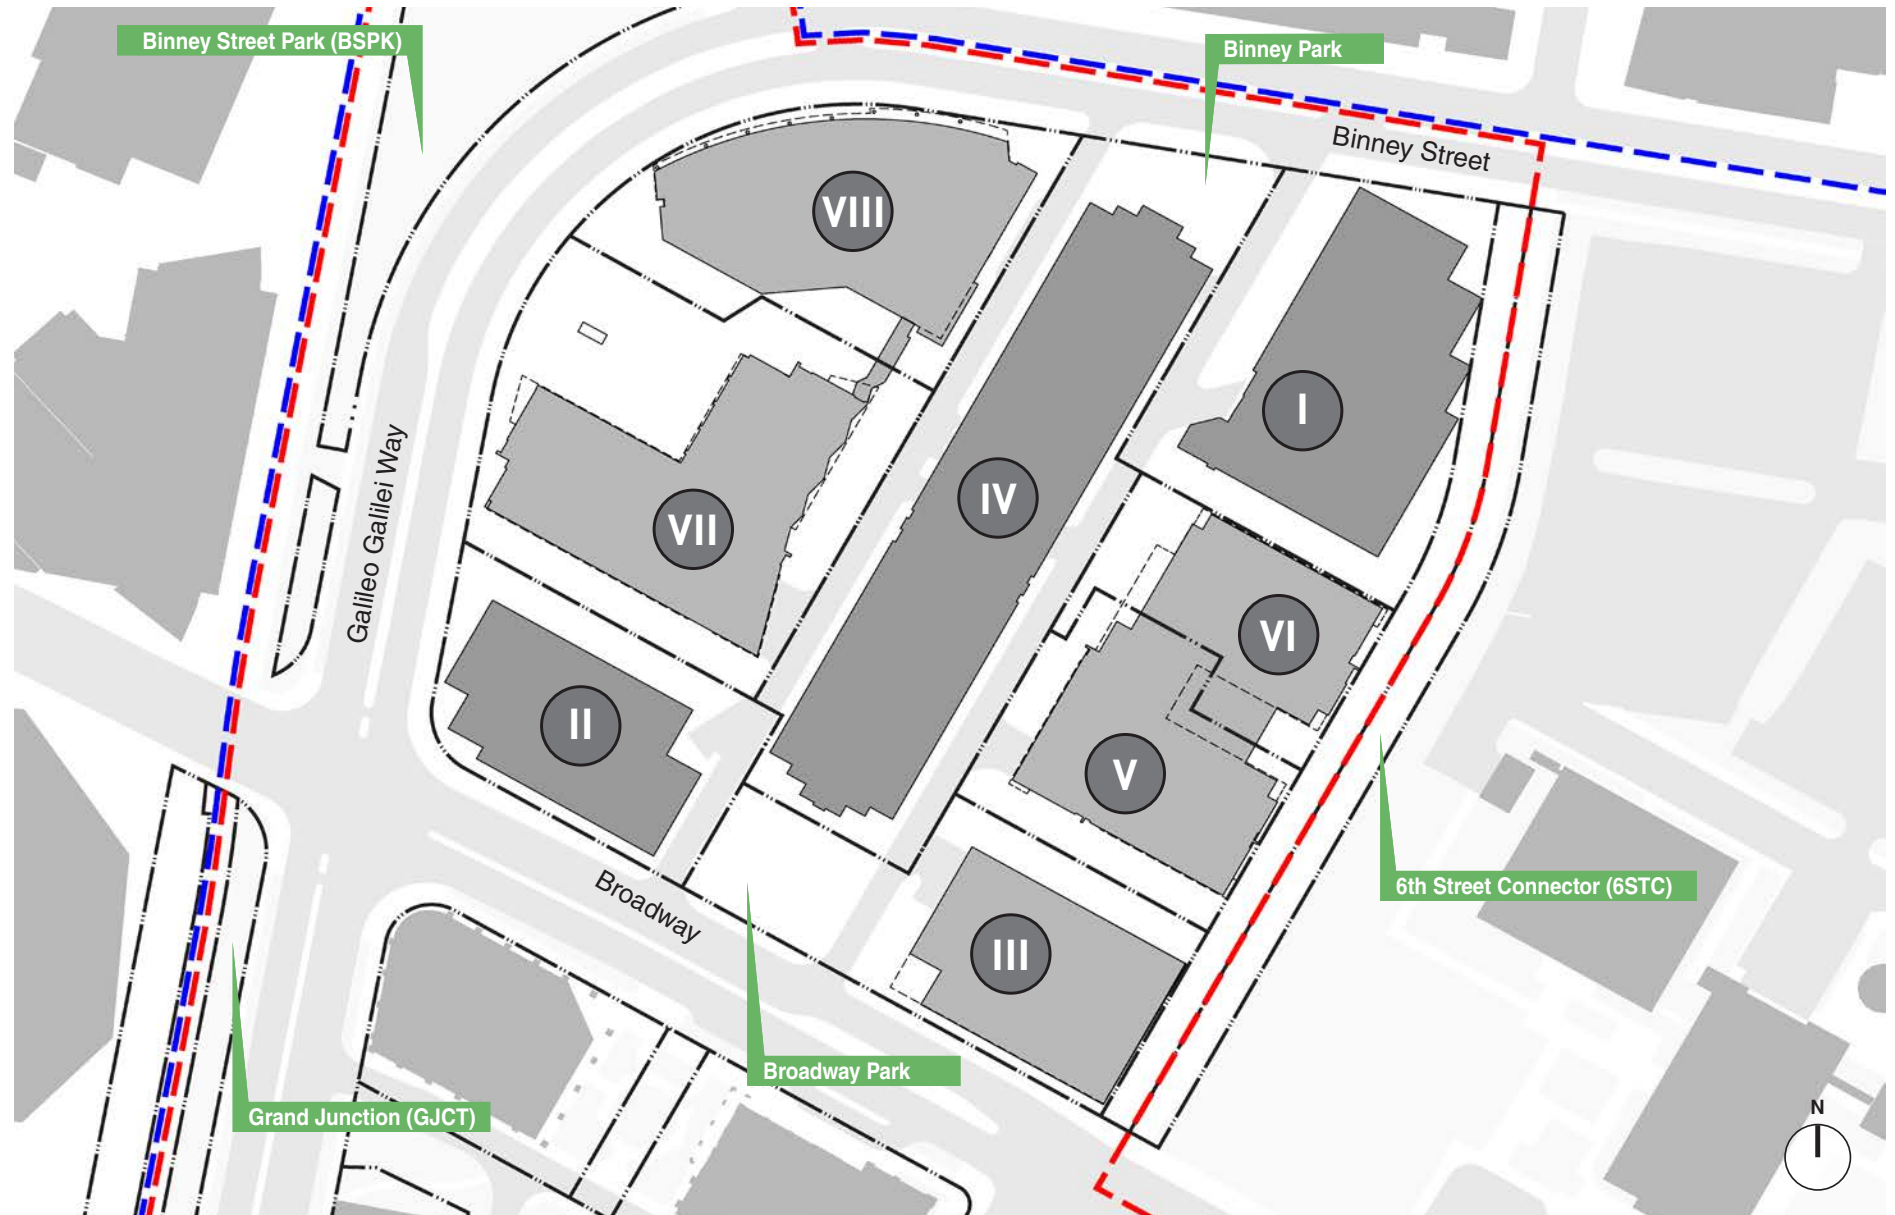 Binney Street Park (BSPK)
Binney Park
Binney Street
VIII
I
IV
Galileo Galilei Way
VII
VI
II
V
6th Street Connector (6STC)
Broadway
III
Broadway Park
Grand Junction (GJCT)
N